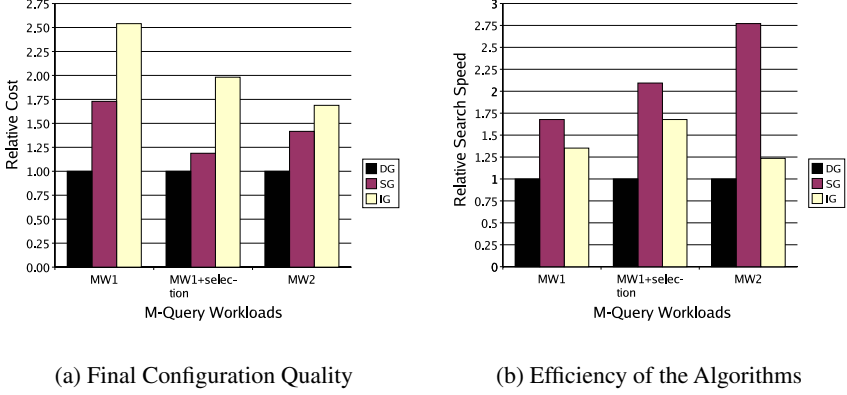 2.75
2.50
2.25
2.00
1.75
1.50
1.25
1.00
0.75
0.50
0.25
0.00
Relative Cost
MW1
MW1+selec-
tion
MW2
M-Query Workloads
DG
SG
IG
(a) Final Configuration Quality
3
2.75
2.5
2.25
2
1.75
1.5
1.25
1
0.75
0.5
0.25
0
Relative Search Speed
MW1
MW1+selec-
tion
MW2
M-Query Workloads
DG
SG
IG
(b) Efficiency of the Algorithms